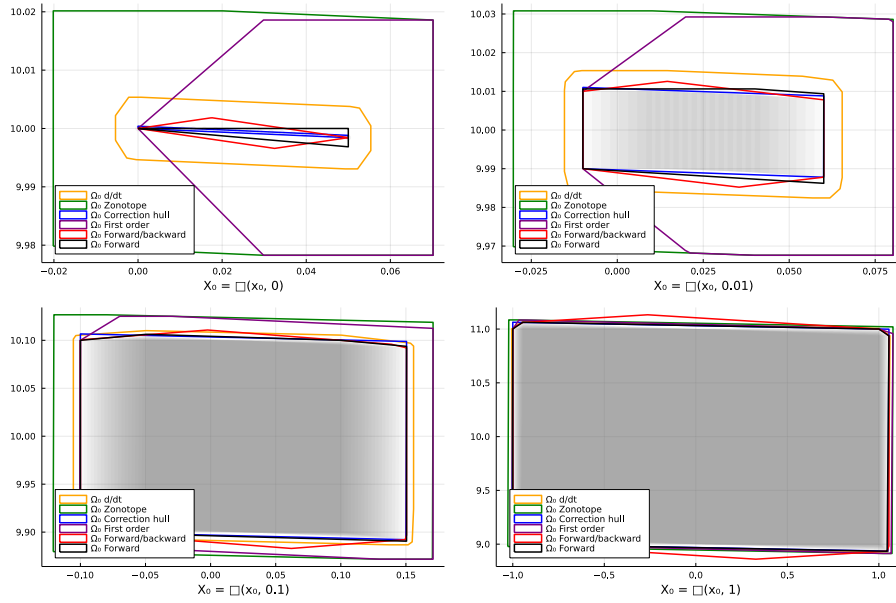 10.02
10.01
10.00
9.99
9.98
Ω₀ d/dt
Ω₀ Zonotope
Ω₀ Correction hull
Ω₀ First order
Ω₀ Forward/backward
Ω₀ Forward
−0.02 0.00 0.02 0.04 0.06
X₀ = □(x₀, 0)
10.03
10.02
10.01
10.00
9.99
9.98
9.97
Ω₀ d/dt
Ω₀ Zonotope
Ω₀ Correction hull
Ω₀ First order
Ω₀ Forward/backward
Ω₀ Forward
−0.025 0.000 0.025 0.050 0.075
X₀ = □(x₀, 0.01)
10.10
10.05
10.00
9.95
9.90
Ω₀ d/dt
Ω₀ Zonotope
Ω₀ Correction hull
Ω₀ First order
Ω₀ Forward/backward
Ω₀ Forward
−0.10 −0.05 0.00 0.05 0.10 0.15
X₀ = □(x₀, 0.1)
11.0
10.5
10.0
9.5
9.0
Ω₀ d/dt
Ω₀ Zonotope
Ω₀ Correction hull
Ω₀ First order
Ω₀ Forward/backward
Ω₀ Forward
−1.0 −0.5 0.0 0.5 1.0
X₀ = □(x₀, 1)